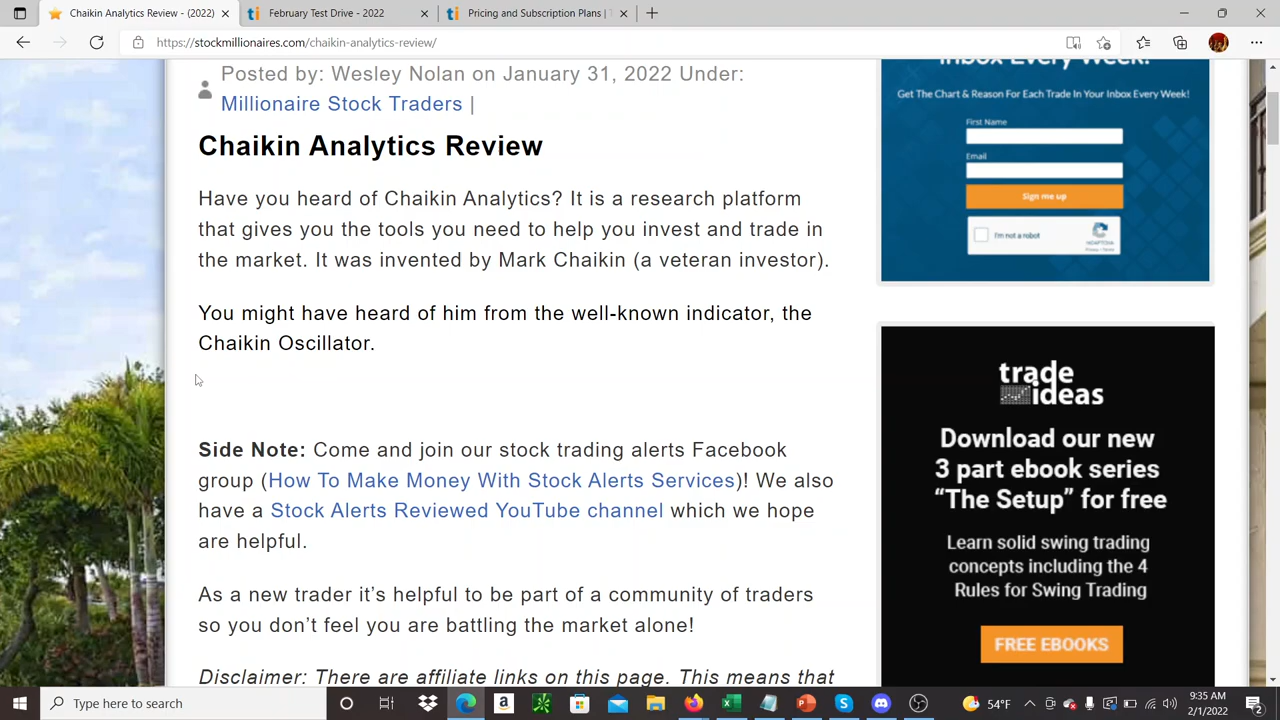 Chaikin Analytics Review - (2022)
February Test Drive - 2022
Pricing and Subscription Plans | T
https://stockmillionaires.com/chaikin-analytics-review/
Posted by: Wesley Nolan on January 31, 2022 Under:
Millionaire Stock Traders |
Chaikin Analytics Review
Have you heard of Chaikin Analytics? It is a research platform
that gives you the tools you need to help you invest and trade in
the market. It was invented by Mark Chaikin (a veteran investor).
You might have heard of him from the well-known indicator, the
Chaikin Oscillator.
Side Note: Come and join our stock trading alerts Facebook
group (How To Make Money With Stock Alerts Services)! We also
have a Stock Alerts Reviewed YouTube channel which we hope
are helpful.
As a new trader it's helpful to be part of a community of traders
so you don't feel you are battling the market alone!
Disclaimer: There are affiliate links on this page. This means that
Inbox Every Week!
Get The Chart & Reason For Each Trade In Your Inbox Every Week!
First Name
Email
Sign me up
I'm not a robot
reCAPTCHA
Privacy - Terms
trade
ideas
Download our new
3 part ebook series
“The Setup” for free
Learn solid swing trading
concepts including the 4
Rules for Swing Trading
FREE EBOOKS
Type here to search
54°F
9:35 AM
2/1/2022
2